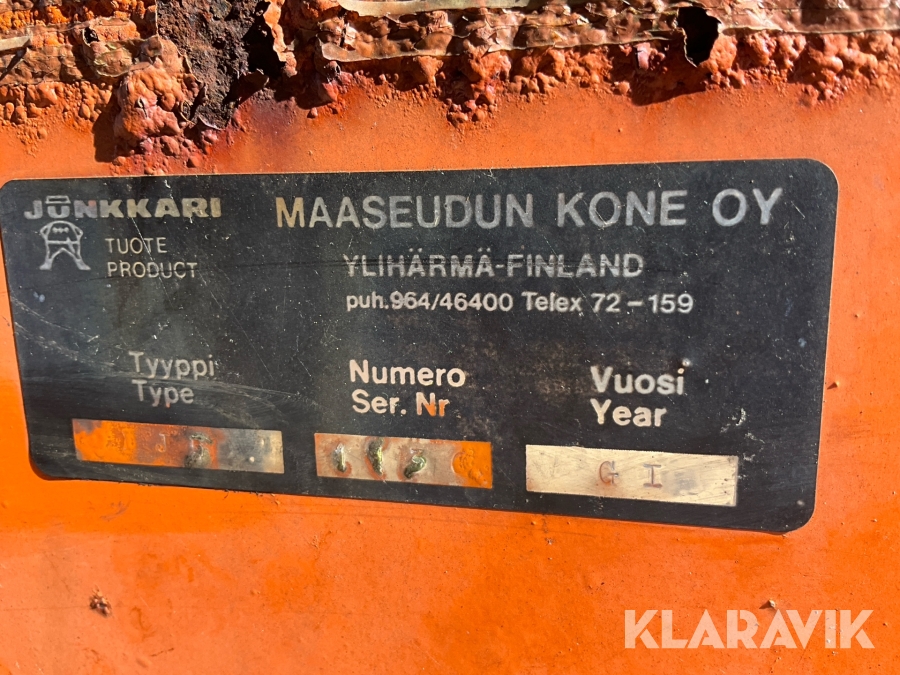 JUNKKARI
TUOTE
PRODUCT
MAASEUDUN KONE OY
YLIHÄRMÄ-FINLAND
puh.964/46400 Telex 72-159
Tyyppi
Type
Numero
Ser. Nr
Vuosi
Year
G I
KLARAVIK